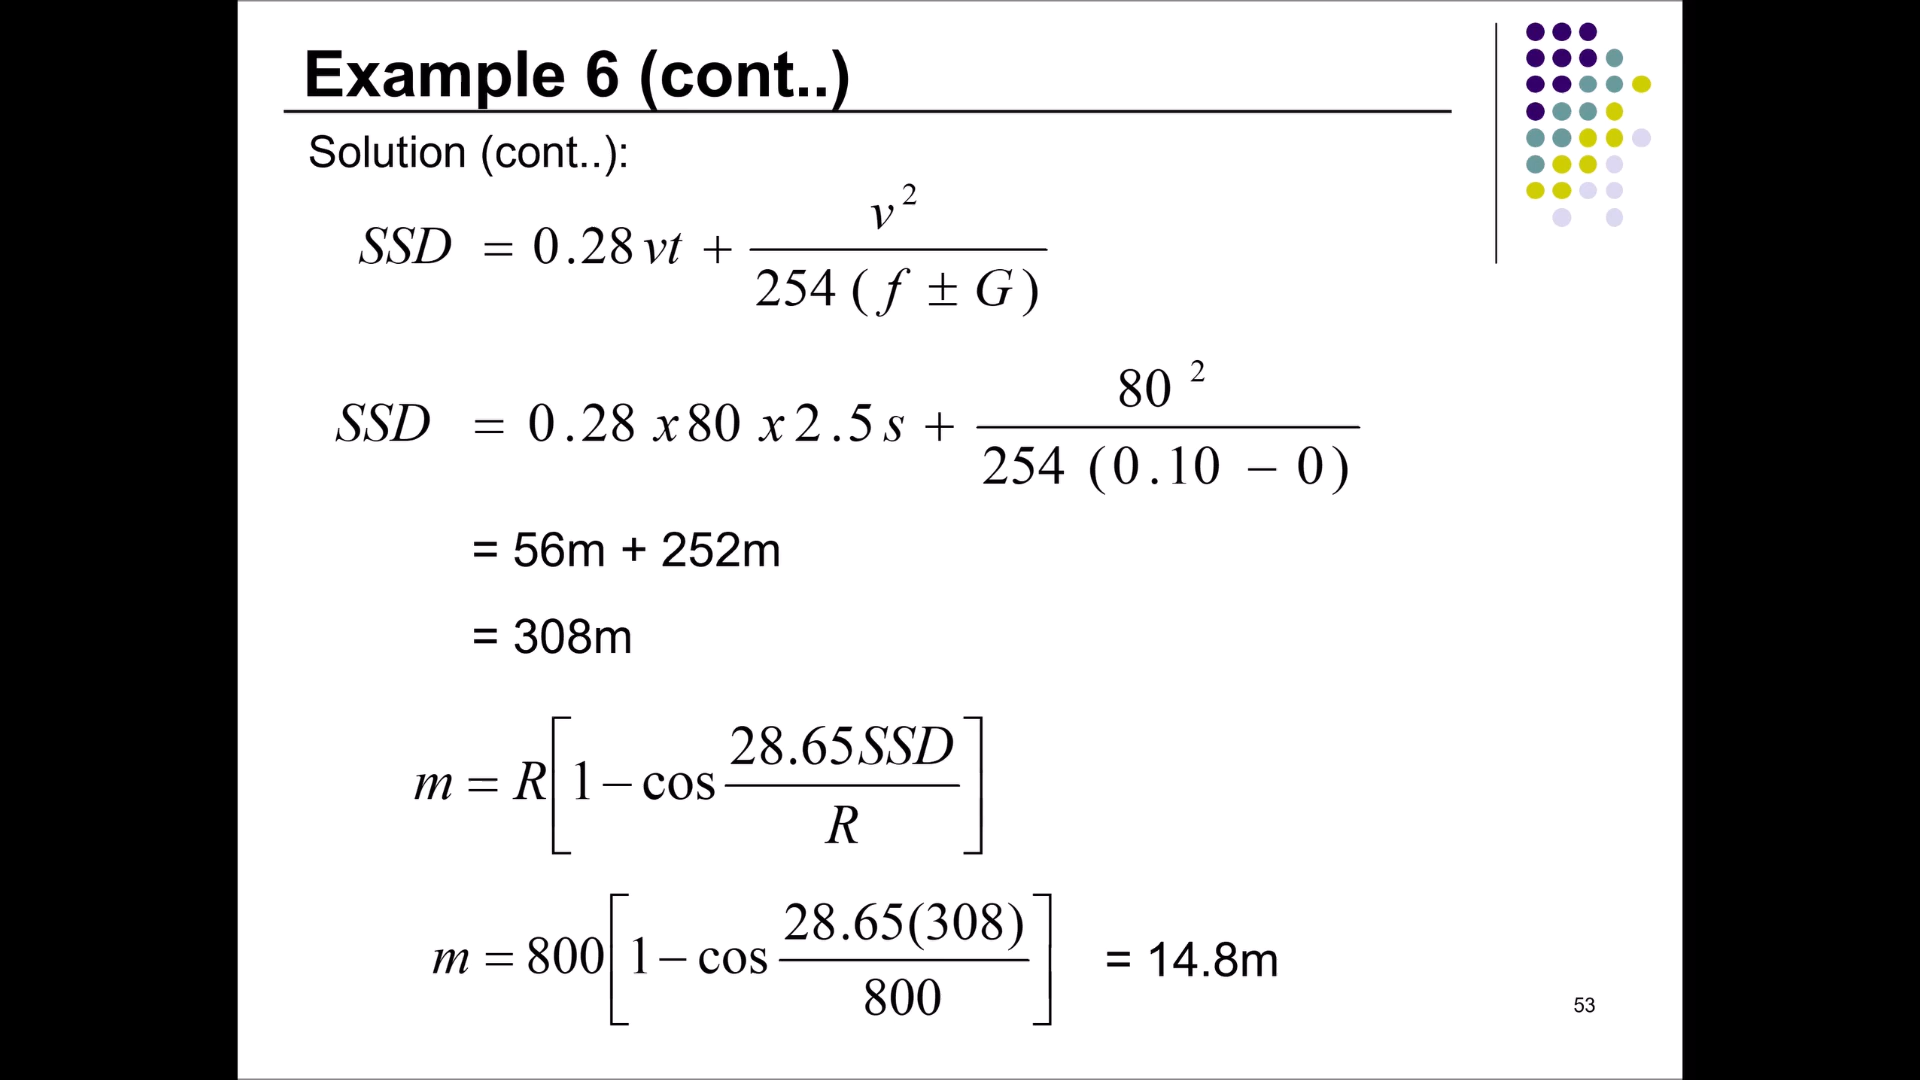 Example 6 (cont..)
Solution (cont..):
SSD = 0.28 vt + v² / 254 ( f ± G )
SSD = 0.28 x 80 x 2.5 s + 80² / 254 (0.10 − 0)
= 56m + 252m
= 308m
m = R[1 − cos 28.65SSD / R]
m = 800[1 − cos 28.65(308) / 800] = 14.8m
53